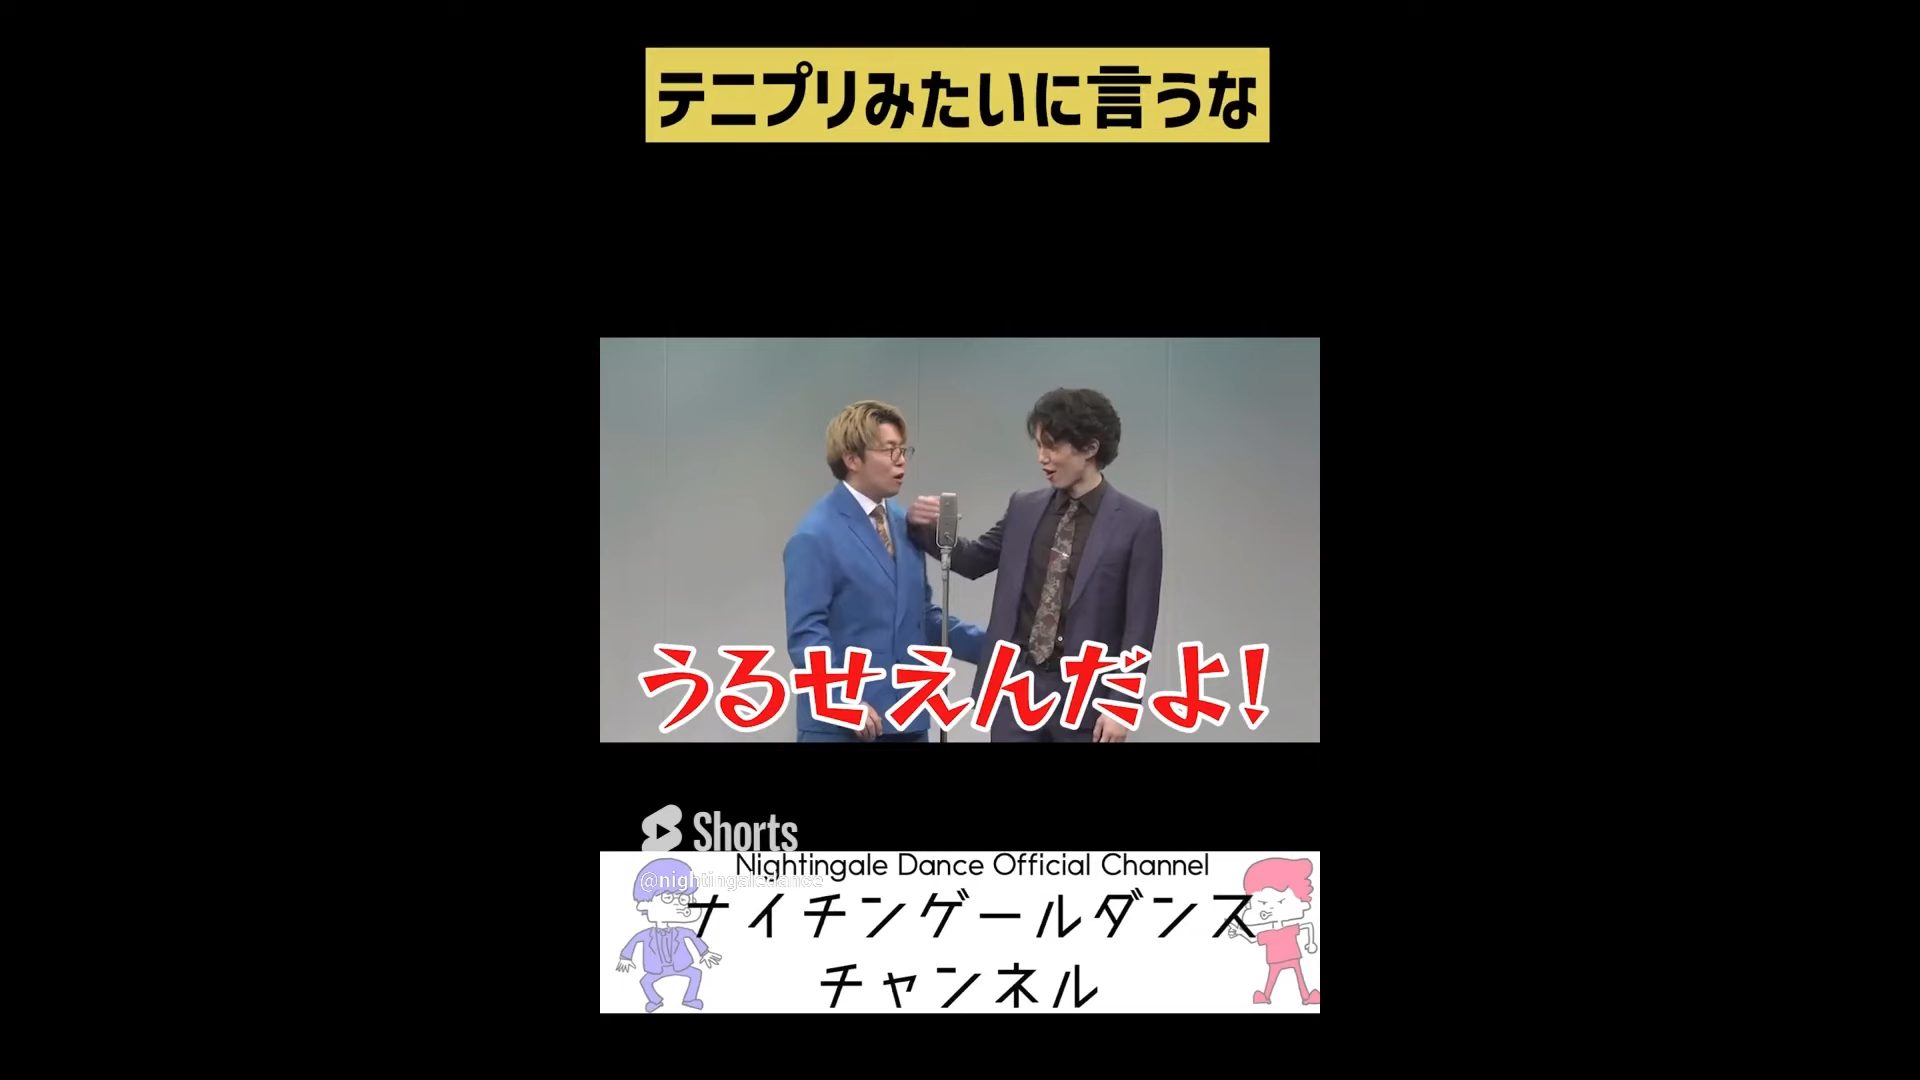 テニプリみたいに言うな
うるせえんだよ!
Shorts
@nightingaledance
Nightingale Dance Official Channel
ナイチンゲールダンス
チャンネル